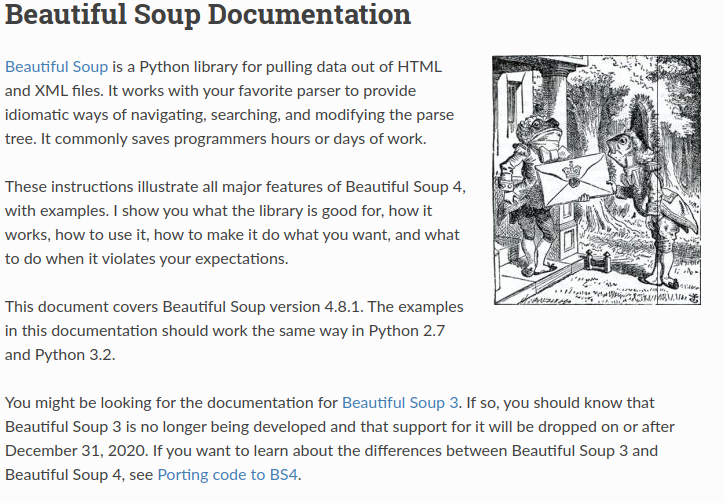 Beautiful Soup Documentation
Beautiful Soup is a Python library for pulling data out of HTML
and XML files. It works with your favorite parser to provide
idiomatic ways of navigating, searching, and modifying the parse
tree. It commonly saves programmers hours or days of work.
These instructions illustrate all major features of Beautiful Soup 4,
with examples. I show you what the library is good for, how it
works, how to use it, how to make it do what you want, and what
to do when it violates your expectations.
This document covers Beautiful Soup version 4.8.1. The examples
in this documentation should work the same way in Python 2.7
and Python 3.2.
You might be looking for the documentation for Beautiful Soup 3. If so, you should know that
Beautiful Soup 3 is no longer being developed and that support for it will be dropped on or after
December 31, 2020. If you want to learn about the differences between Beautiful Soup 3 and
Beautiful Soup 4, see Porting code to BS4.